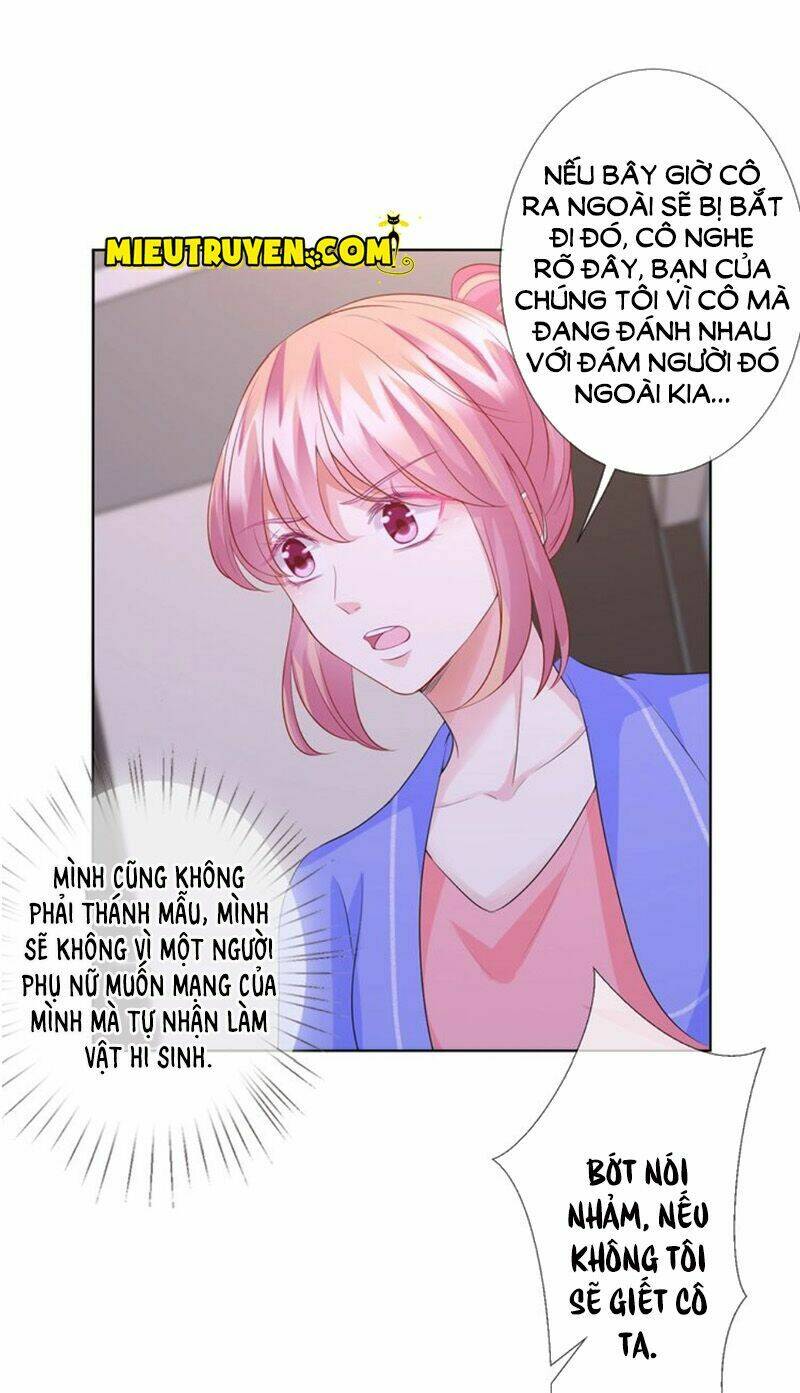 NẾU BÂY GIỜ CÔ
RA NGOÀI SẼ BỊ BẮT
ĐI ĐÓ, CÔ NGHE
RÕ ĐÂY, BẠN CỦA
CHÚNG TÔI VÌ CÔ MÀ
ĐANG ĐÁNH NHAU
VỚI ĐÁM NGƯỜI ĐÓ
NGOÀI KIA...
MIEUTRUYEN.COM
MÌNH CŨNG KHÔNG
PHẢI THÁNH MẪU, MÌNH
SẼ KHÔNG VÌ MỘT NGƯỜI
PHỤ NỮ MUỐN MẠNG CỦA
MÌNH MÀ TỰ NHẬN LÀM
VẬT HI SINH.
BỚT NÓI
NHẢM, NẾU
KHÔNG TÔI
SẼ GIẾT CÔ
TA.